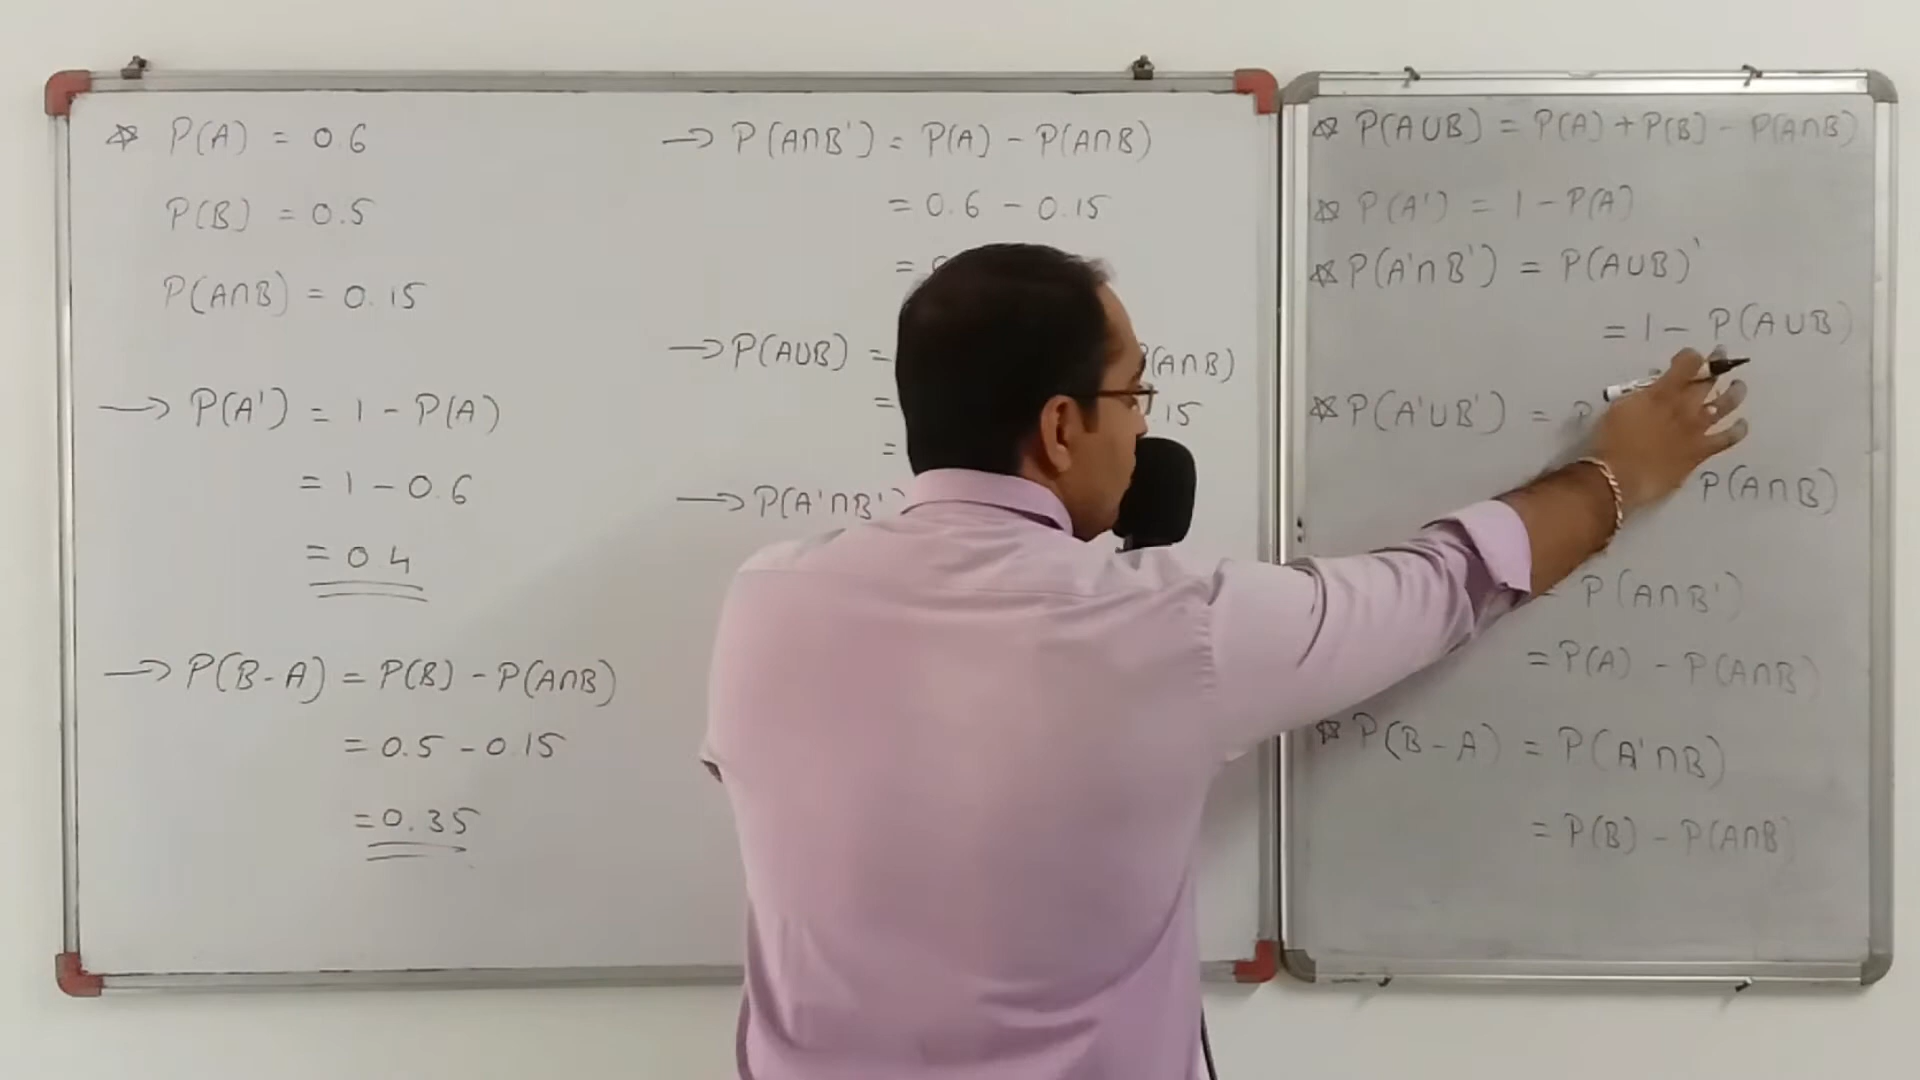 ☆ P(A) = 0.6
P(B) = 0.5
P(A∩B) = 0.15
→ P(A') = 1 - P(A)
= 1 - 0.6
= 0.4
→ P(B-A) = P(B) - P(A∩B)
= 0.5 - 0.15
= 0.35
→ P(A∩B') = P(A) - P(A∩B)
= 0.6 - 0.15
=
→ P(A∪B) = P(A∩B)
= 15
=
→ P(A'∩B')
☆ P(A∪B) = P(A) + P(B) - P(A∩B)
☆ P(A') = 1 - P(A)
☆ P(A'∩B') = P(A∪B)'
= 1 - P(A∪B)
☆ P(A'∪B') = P
P(A∩B)
= P(A∩B')
= P(A) - P(A∩B)
☆ P(B-A) = P(A'∩B)
= P(B) - P(A∩B)